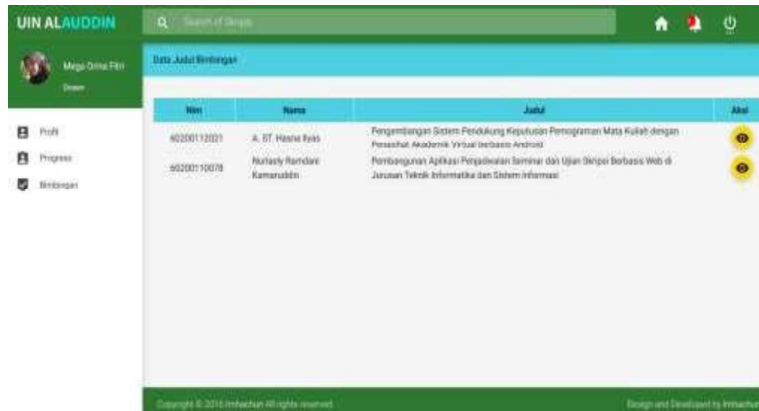 UIN ALAUDDIN
Search of Skripsi
Mega Orina Fitri
Dosen
Profil
Progress
Bimbingan
Data Judul Bimbingan
Nim Nama Judul Aksi
60200112021 A. ST. Hasna Ilyas Pengembangan Sistem Pendukung Keputusan Pemrograman Mata Kuliah dengan
Penasihat Akademik Virtual berbasis Android
60200110078 Nurlaely Ramdani Pembangunan Aplikasi Penjadwalan Seminar dan Ujian Skripsi Berbasis Web di
Kamaruddin Jurusan Teknik Informatika dan Sistem Informasi
Copyright © 2016 Imhachun All rights reserved. Design and Developed by Imhachun